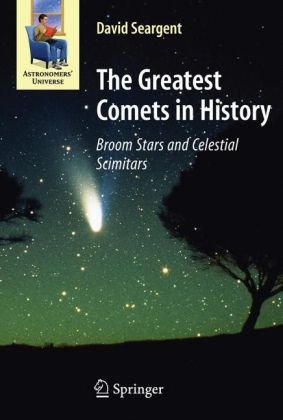 David Seargent
ASTRONOMERS'
UNIVERSE
The Greatest
Comets in History
Broom Stars and Celestial
Scimitars
Springer